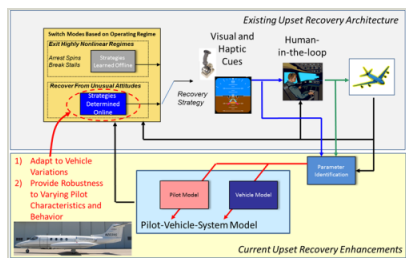 Existing Upset Recovery Architecture
Switch Modes Based on Operating Regime
Exit Highly Nonlinear Regimes
Arrest Spins
Break Stalls
Strategies
Learned Offline
Recover From Unusual Attitudes
Strategies
Determined
Online
Recovery
Strategy
Visual and
Haptic
Cues
Human-
in-the-loop
1) Adapt to Vehicle
Variations
2) Provide Robustness
to Varying Pilot
Characteristics and
Behavior
Parameter
Identification
Pilot Model
Vehicle Model
Pilot-Vehicle-System Model
Current Upset Recovery Enhancements